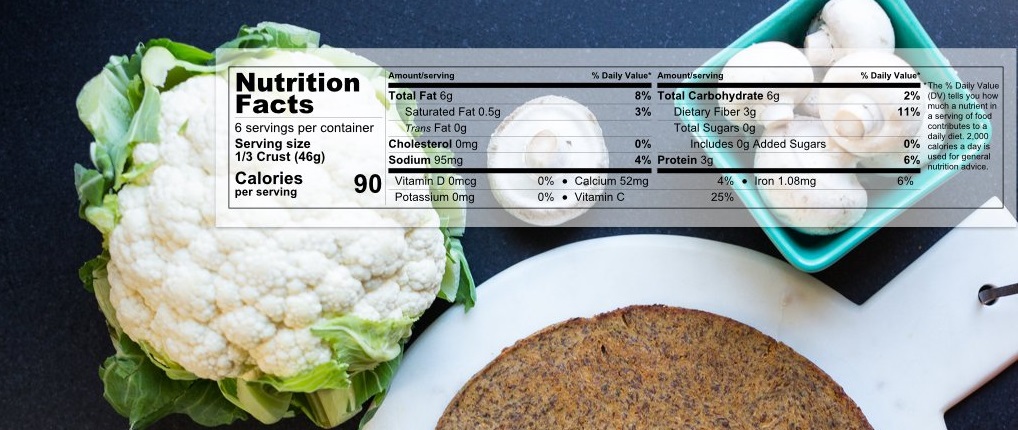 Nutrition
Facts
6 servings per container
Serving size
1/3 Crust (46g)
Calories
per serving
90
Amount/serving % Daily Value*
Total Fat 6g 8%
Saturated Fat 0.5g 3%
Trans Fat 0g
Cholesterol 0mg 0%
Sodium 95mg 4%
Amount/serving % Daily Value*
Total Carbohydrate 6g 2%
Dietary Fiber 3g 11%
Total Sugars 0g
Includes 0g Added Sugars 0%
Protein 3g 6%
Vitamin D 0mcg 0% • Calcium 52mg 4% • Iron 1.08mg 6%
Potassium 0mg 0% • Vitamin C 25%
*The % Daily Value
(DV) tells you how
much a nutrient in
a serving of food
contributes to a
daily diet. 2,000
calories a day is
used for general
nutrition advice.